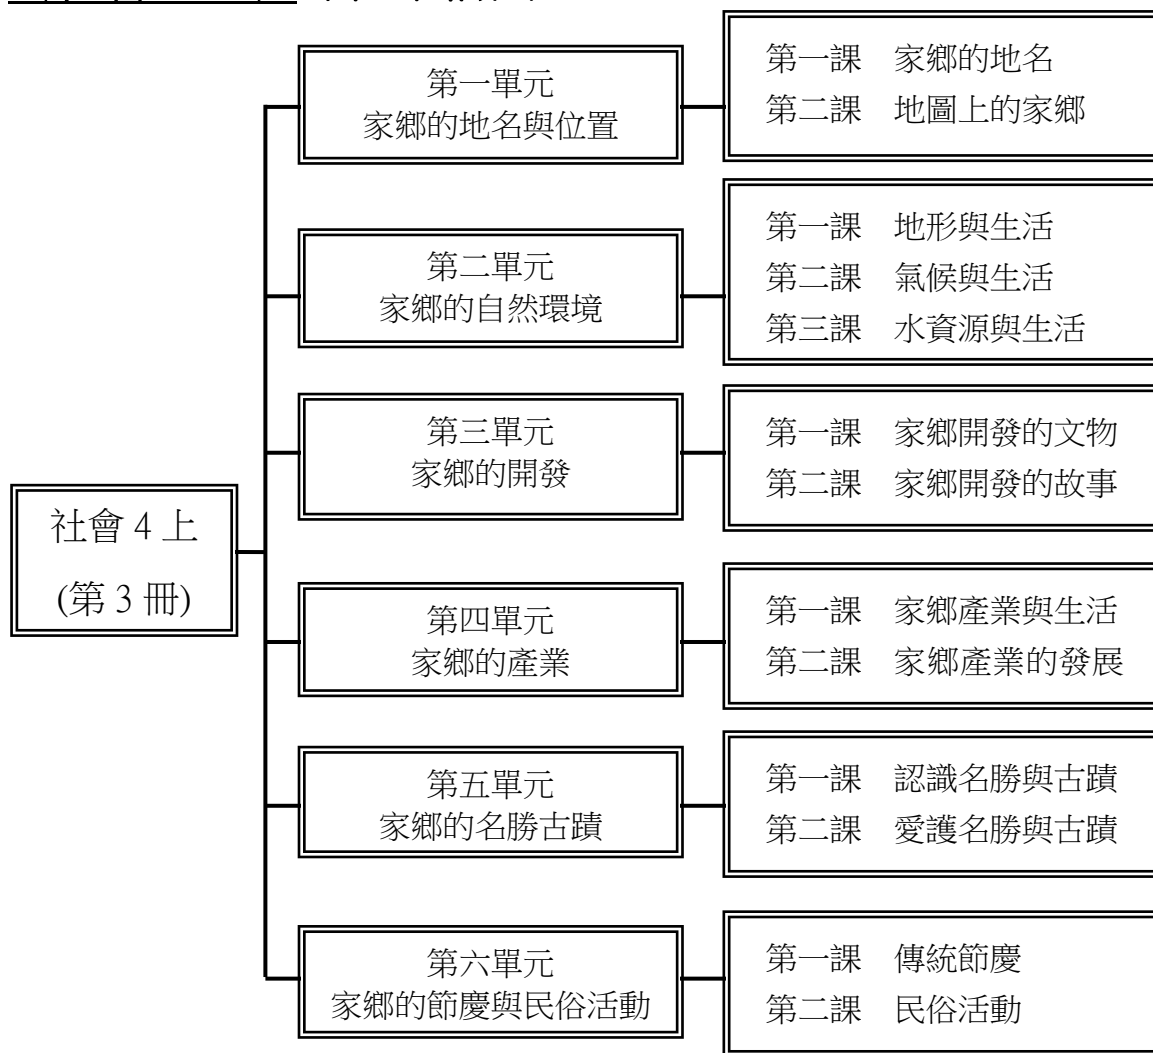 社會 4 上
(第 3 冊)
第一單元
家鄉的地名與位置
第一課 家鄉的地名
第二課 地圖上的家鄉
第二單元
家鄉的自然環境
第一課 地形與生活
第二課 氣候與生活
第三課 水資源與生活
第三單元
家鄉的開發
第一課 家鄉開發的文物
第二課 家鄉開發的故事
第四單元
家鄉的產業
第一課 家鄉產業與生活
第二課 家鄉產業的發展
第五單元
家鄉的名勝古蹟
第一課 認識名勝與古蹟
第二課 愛護名勝與古蹟
第六單元
家鄉的節慶與民俗活動
第一課 傳統節慶
第二課 民俗活動